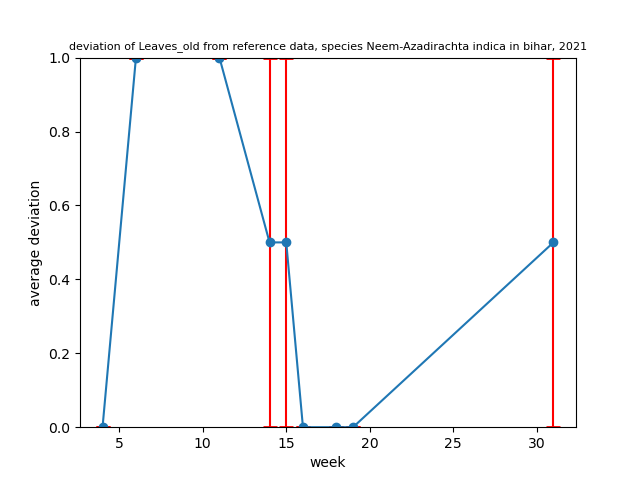 deviation of Leaves_old from reference data, species Neem-Azadirachta indica in bihar, 2021
1.0
0.8
0.6
0.4
0.2
0.0
average deviation
5 10 15 20 25 30
week